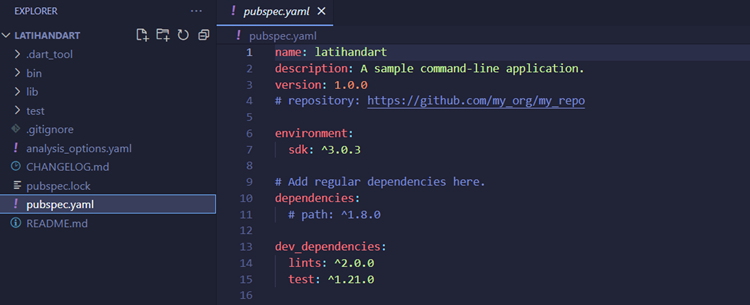 EXPLORER
LATIHANDART
.dart_tool
bin
lib
test
.gitignore
analysis_options.yaml
CHANGELOG.md
pubspec.lock
pubspec.yaml
README.md
pubspec.yaml
pubspec.yaml
1 name: latihandart
2 description: A sample command-line application.
3 version: 1.0.0
4 # repository: https://github.com/my_org/my_repo
5
6 environment:
7 sdk: ^3.0.3
8
9 # Add regular dependencies here.
10 dependencies:
11 # path: ^1.8.0
12
13 dev_dependencies:
14 lints: ^2.0.0
15 test: ^1.21.0
16